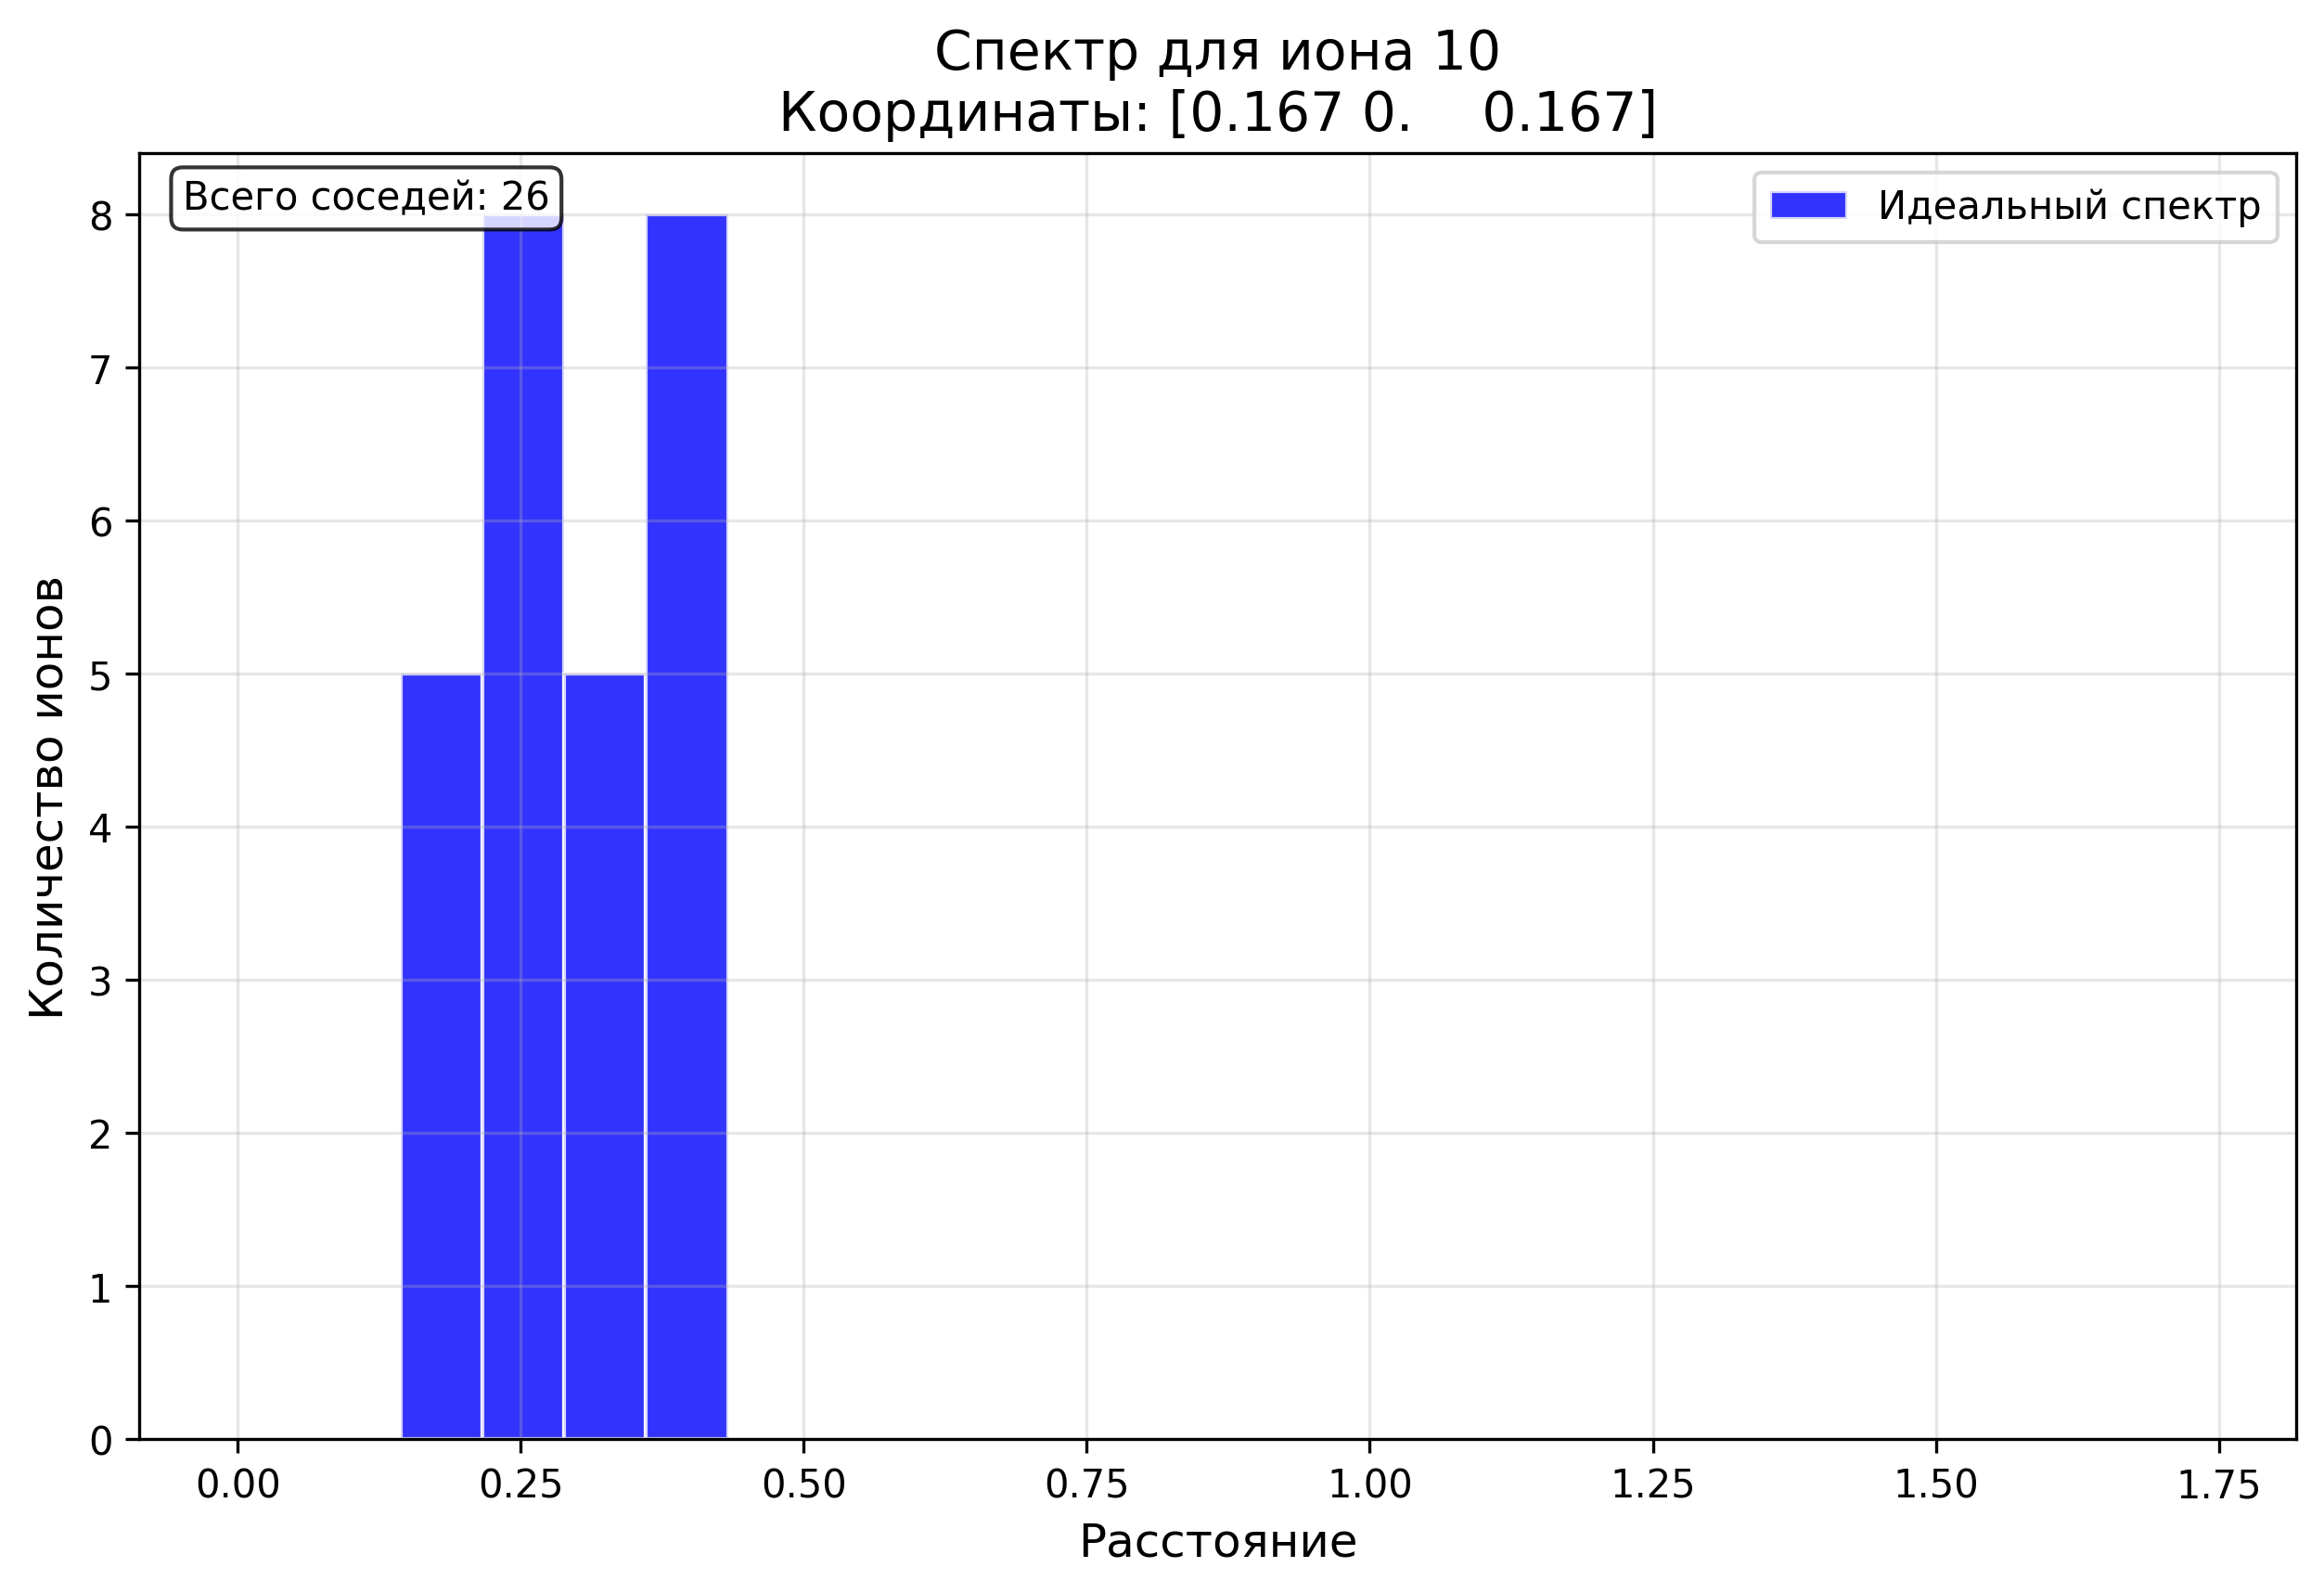 Спектр для иона 10
Координаты: [0.167 0.    0.167]
Всего соседей: 26
Идеальный спектр
Количество ионов
8
7
6
5
4
3
2
1
0
0.00 0.25 0.50 0.75 1.00 1.25 1.50 1.75
Расстояние